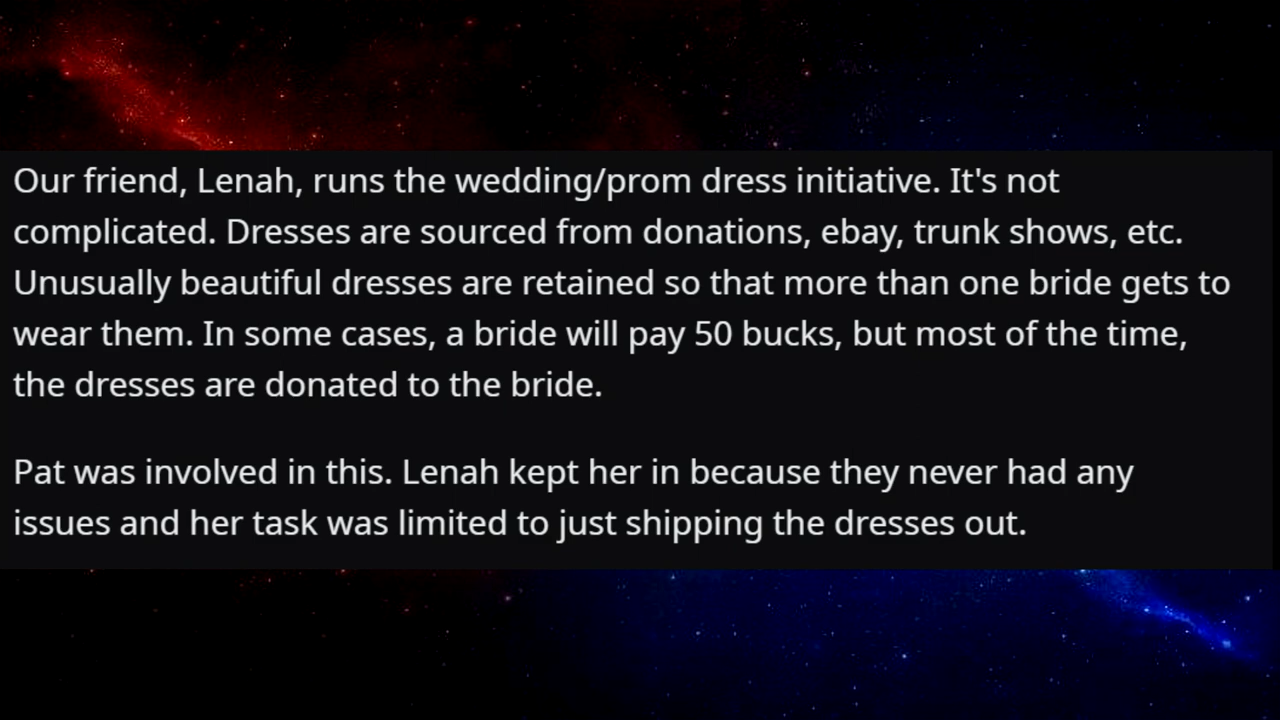 Our friend, Lenah, runs the wedding/prom dress initiative. It's not
complicated. Dresses are sourced from donations, ebay, trunk shows, etc.
Unusually beautiful dresses are retained so that more than one bride gets to
wear them. In some cases, a bride will pay 50 bucks, but most of the time,
the dresses are donated to the bride.
Pat was involved in this. Lenah kept her in because they never had any
issues and her task was limited to just shipping the dresses out.